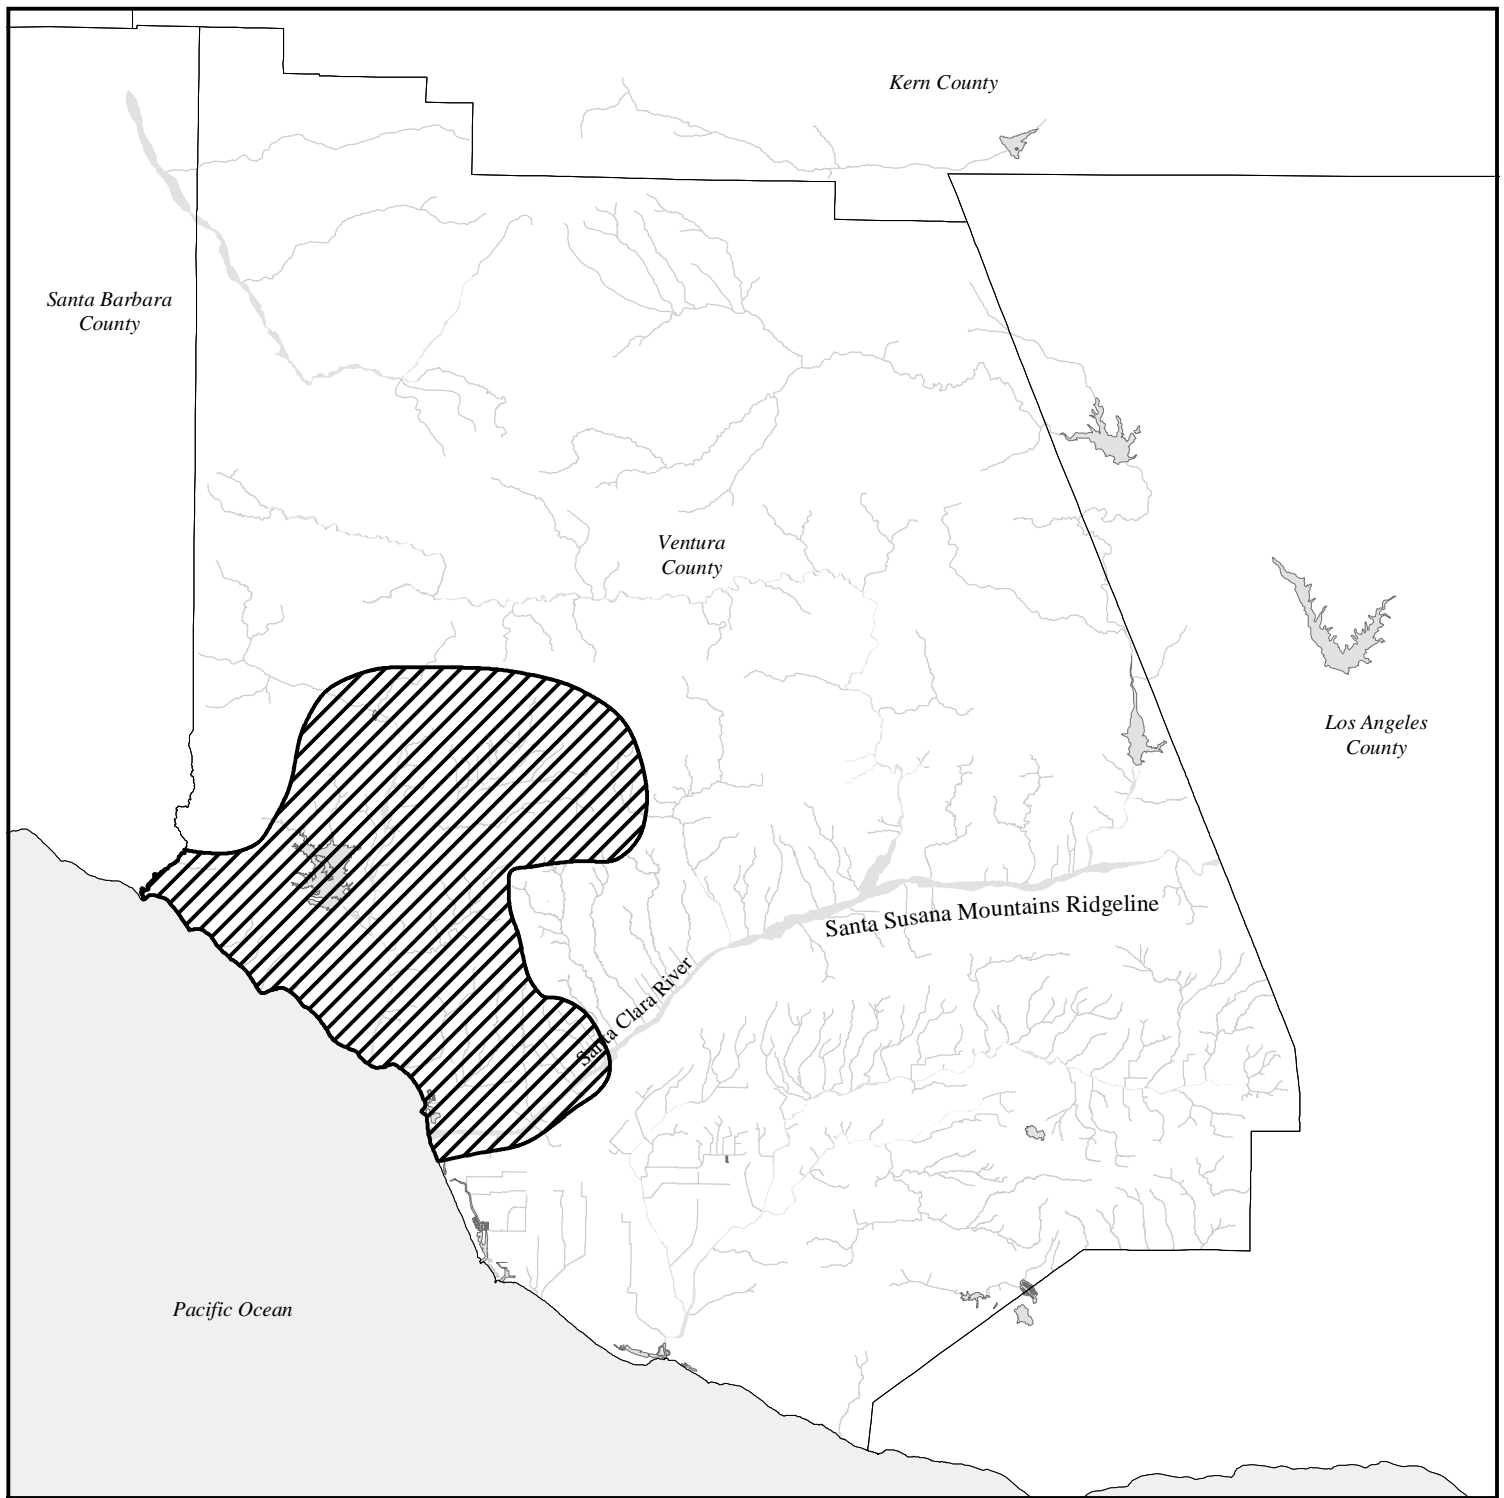 Kern County
Santa Barbara
County
Ventura
County
Los Angeles
County
Santa Susana Mountains Ridgeline
Santa Clara River
Pacific Ocean